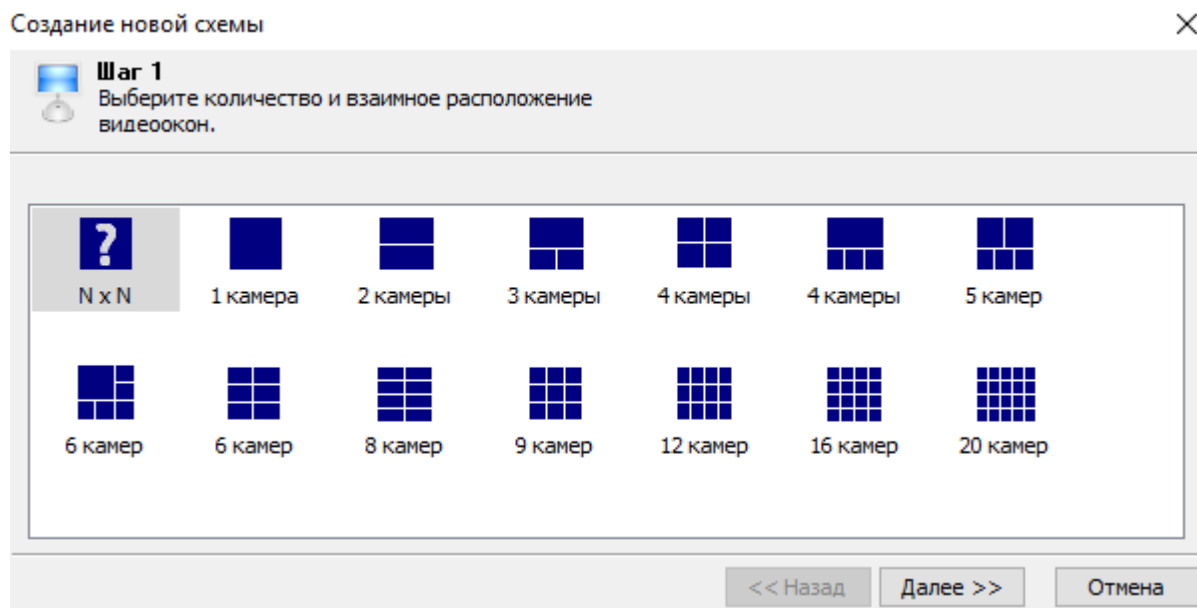 Создание новой схемы
Шаг 1
Выберите количество и взаимное расположение
видеоокон.
?
N x N
1 камера
2 камеры
3 камеры
4 камеры
4 камеры
5 камер
6 камер
6 камер
8 камер
9 камер
12 камер
16 камер
20 камер
<< Назад
Далее >>
Отмена